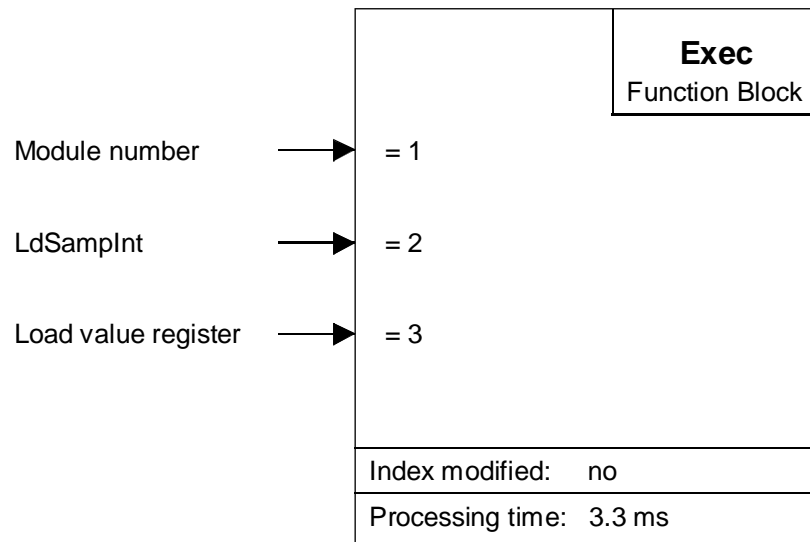 Exec
Function Block
Module number = 1
LdSampInt = 2
Load value register = 3
Index modified: no
Processing time: 3.3 ms